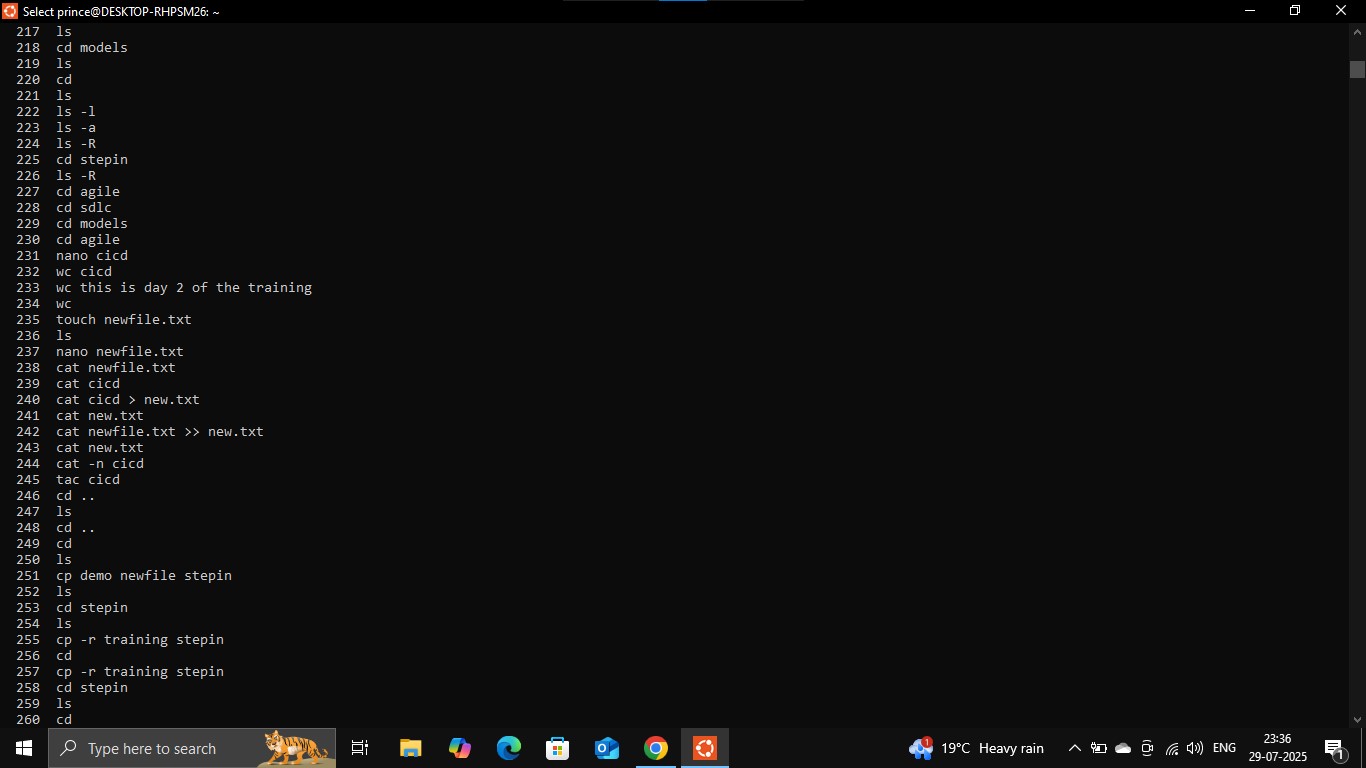 Select prince@DESKTOP-RHPSM26: ~
217 ls
218 cd models
219 ls
220 cd
221 ls
222 ls -l
223 ls -a
224 ls -R
225 cd stepin
226 ls -R
227 cd agile
228 cd sdlc
229 cd models
230 cd agile
231 nano cicd
232 wc cicd
233 wc this is day 2 of the training
234 wc
235 touch newfile.txt
236 ls
237 nano newfile.txt
238 cat newfile.txt
239 cat cicd
240 cat cicd > new.txt
241 cat new.txt
242 cat newfile.txt >> new.txt
243 cat new.txt
244 cat -n cicd
245 tac cicd
246 cd ..
247 ls
248 cd ..
249 cd
250 ls
251 cp demo newfile stepin
252 ls
253 cd stepin
254 ls
255 cp -r training stepin
256 cd
257 cp -r training stepin
258 cd stepin
259 ls
260 cd
Type here to search
1
19°C Heavy rain
ENG
23:36
29-07-2025
1